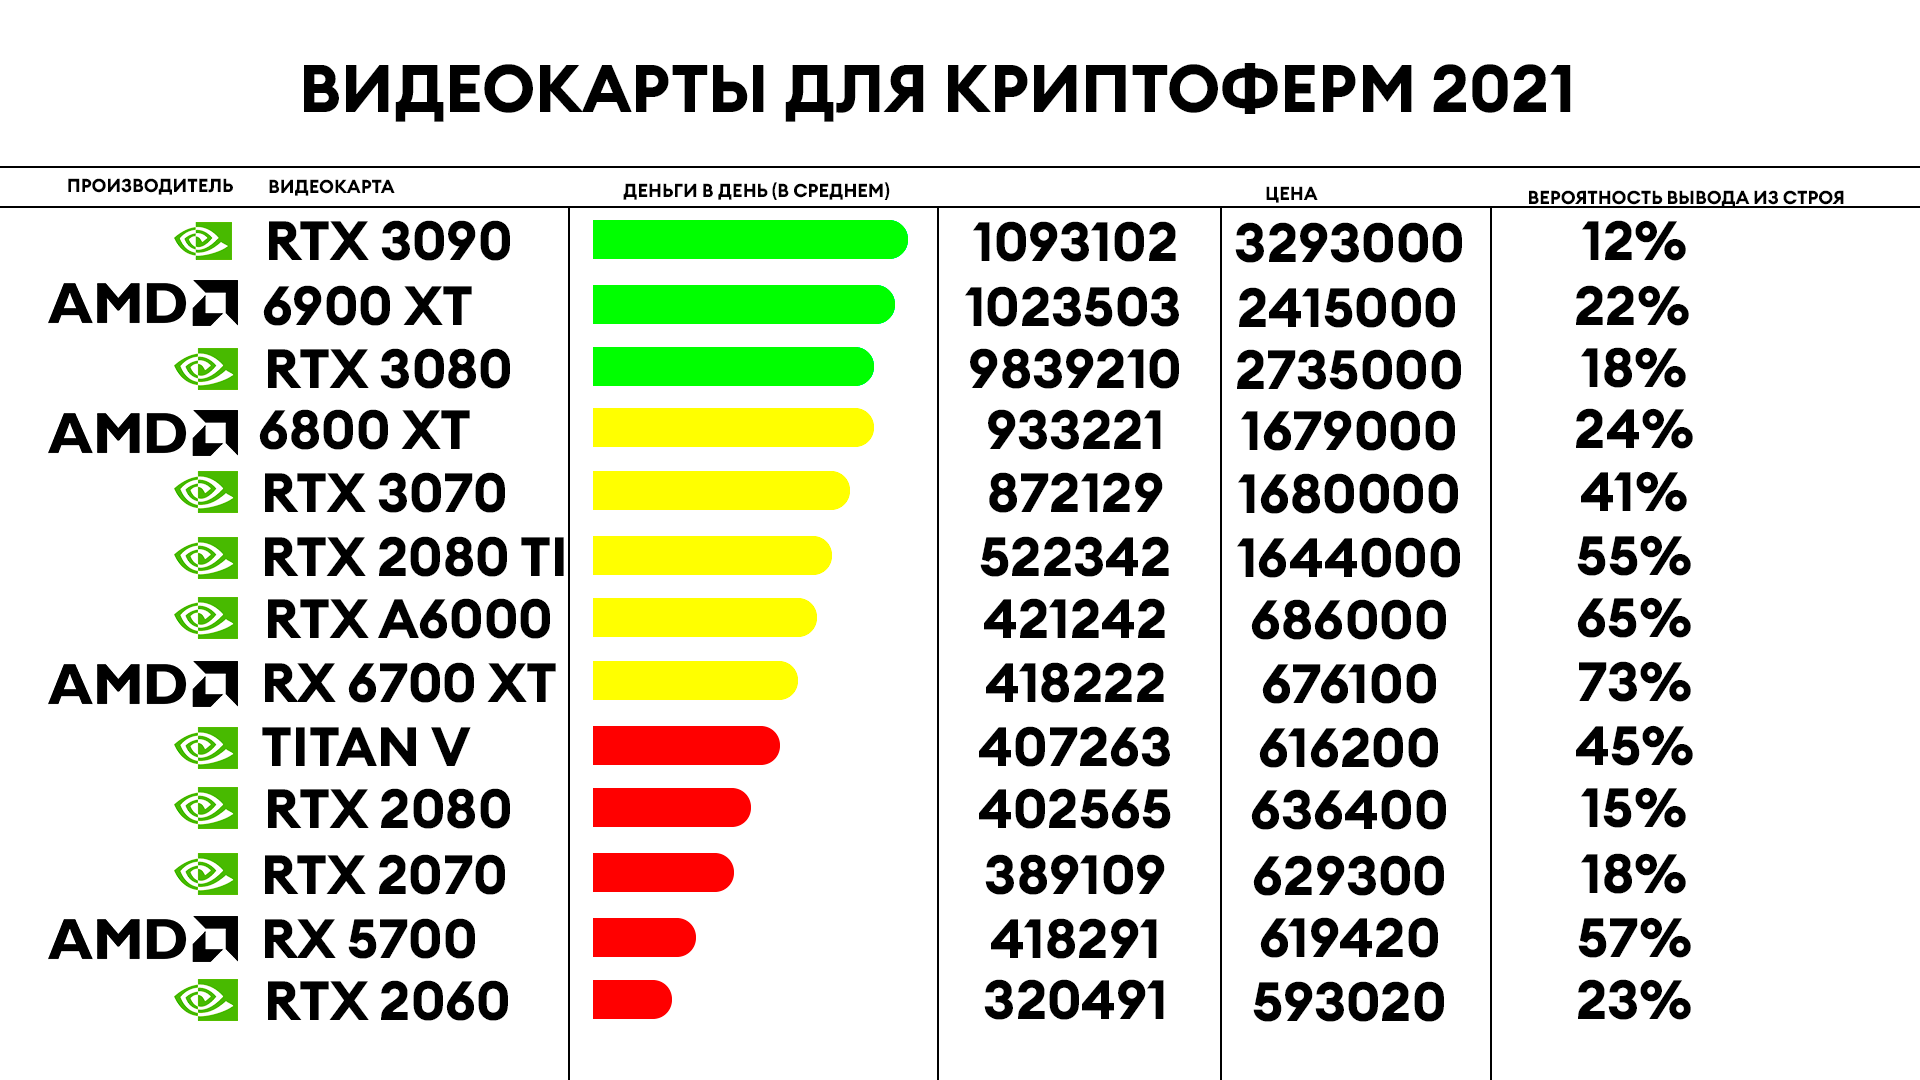 ВИДЕОКАРТЫ ДЛЯ КРИПТОФЕРМ 2021
ПРОИЗВОДИТЕЛЬ ВИДЕОКАРТА ДЕНЬГИ В ДЕНЬ (В СРЕДНЕМ) ЦЕНА ВЕРОЯТНОСТЬ ВЫВОДА ИЗ СТРОЯ
RTX 3090 1093102 3293000 12%
AMD 6900 XT 1023503 2415000 22%
RTX 3080 9839210 2735000 18%
AMD 6800 XT 933221 1679000 24%
RTX 3070 872129 1680000 41%
RTX 2080 TI 522342 1644000 55%
RTX A6000 421242 686000 65%
AMD RX 6700 XT 418222 676100 73%
TITAN V 407263 616200 45%
RTX 2080 402565 636400 15%
RTX 2070 389109 629300 18%
AMD RX 5700 418291 619420 57%
RTX 2060 320491 593020 23%